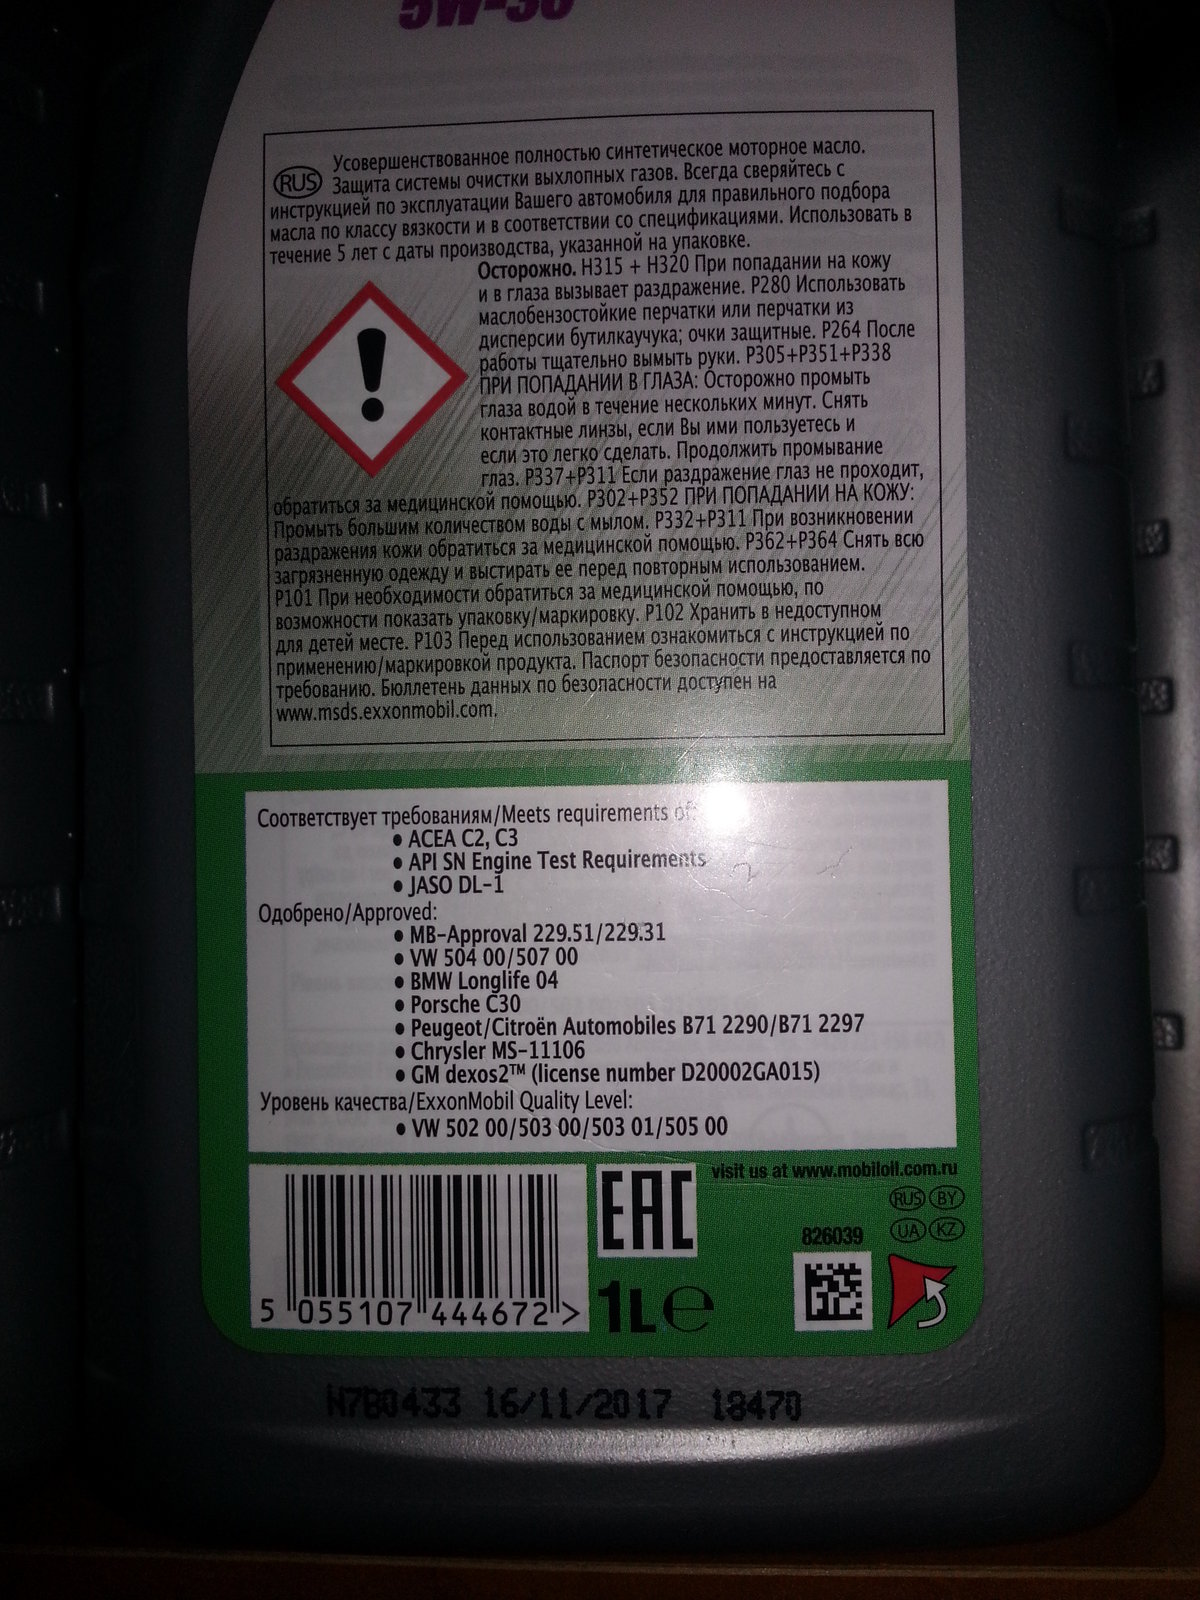 5W-30
Усовершенствованное полностью синтетическое моторное масло.
RUS Защита системы очистки выхлопных газов. Всегда сверяйтесь с
инструкцией по эксплуатации Вашего автомобиля для правильного подбора
масла по классу вязкости и в соответствии со спецификациями. Использовать в
течение 5 лет с даты производства, указанной на упаковке.
Осторожно. H315 + H320 При попадании на кожу
и в глаза вызывает раздражение. P280 Использовать
маслобензостойкие перчатки или перчатки из
дисперсии бутилкаучука; очки защитные. P264 После
работы тщательно вымыть руки. P305+P351+P338
ПРИ ПОПАДАНИИ В ГЛАЗА: Осторожно промыть
глаза водой в течение нескольких минут. Снять
контактные линзы, если Вы ими пользуетесь и
если это легко сделать. Продолжить промывание
глаз. P337+P311 Если раздражение глаз не проходит,
обратиться за медицинской помощью. P302+P352 ПРИ ПОПАДАНИИ НА КОЖУ:
Промыть большим количеством воды с мылом. P332+P311 При возникновении
раздражения кожи обратиться за медицинской помощью. P362+P364 Снять всю
загрязненную одежду и выстирать ее перед повторным использованием.
P101 При необходимости обратиться за медицинской помощью, по
возможности показать упаковку/маркировку. P102 Хранить в недоступном
для детей месте. P103 Перед использованием ознакомиться с инструкцией по
применению/маркировкой продукта. Паспорт безопасности предоставляется по
требованию. Бюллетень данных по безопасности доступен на
www.msds.exxonmobil.com.
Соответствует требованиям/Meets requirements of:
• ACEA C2, C3
• API SN Engine Test Requirements
• JASO DL-1
Одобрено/Approved:
• MB-Approval 229.51/229.31
• VW 504 00/507 00
• BMW Longlife 04
• Porsche C30
• Peugeot/Citroën Automobiles B71 2290/B71 2297
• Chrysler MS-11106
• GM dexos2™ (license number D20002GA015)
Уровень качества/ExxonMobil Quality Level:
• VW 502 00/503 00/503 01/505 00
visit us at www.mobiloil.com.ru
EAC
RUS BY
UA KZ
826039
1L e
5 055107 444672 >
N7B0433 16/11/2017 18470